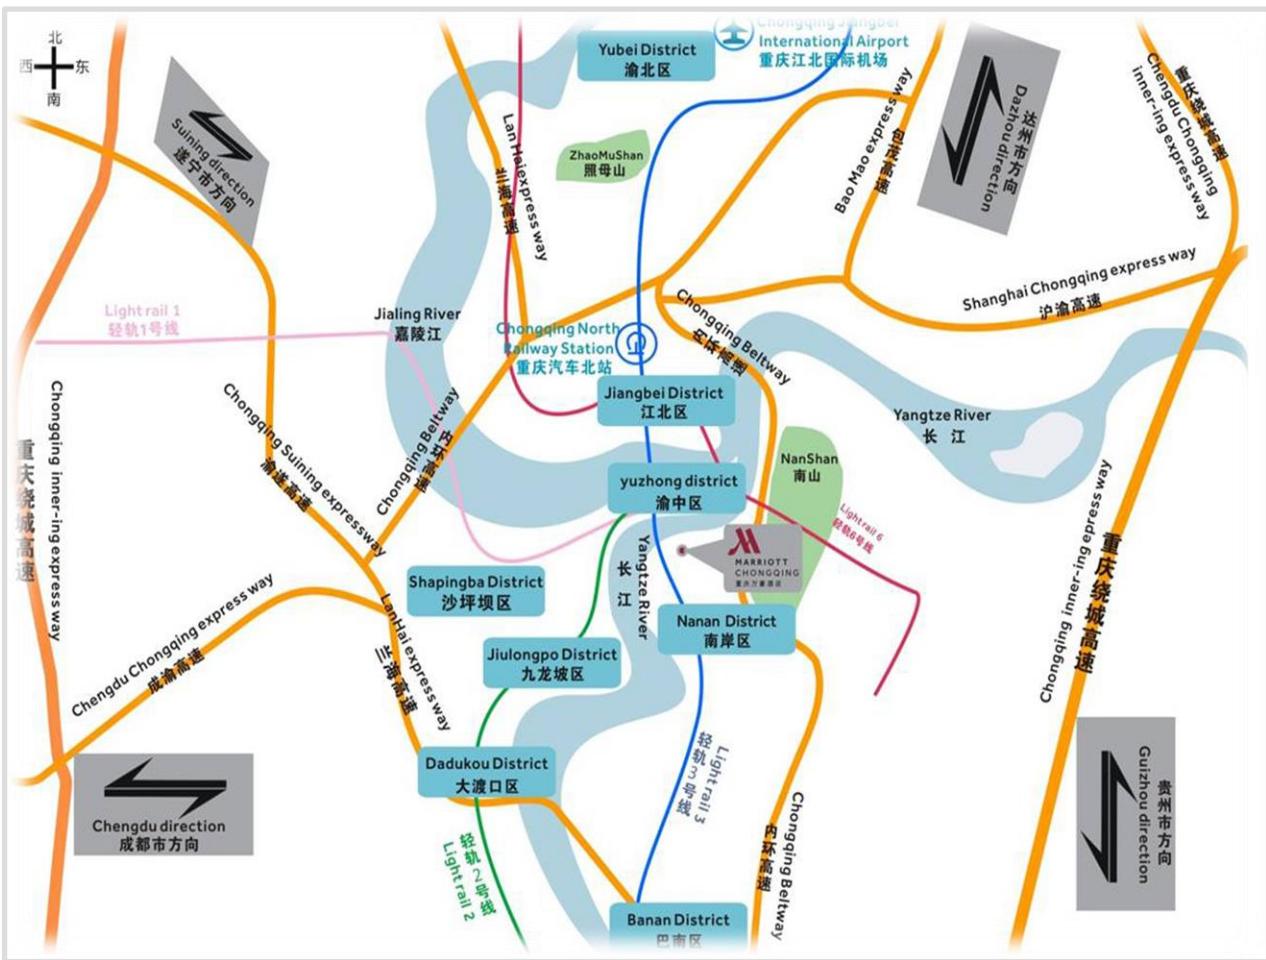 北
西 东
南
Yubei District
渝北区
Chongqing Jiangbei
International Airport
重庆江北国际机场
Suining direction
遂宁市方向
Lan Haiexpress way
兰海高速
ZhaoMuShan
照母山
Bao Mao express way
包茂高速
达州市方向
Dazhou direction
重庆绕城高速
Chengdu Chongqing
inner-ing express way
Shanghai Chongqing express way
沪渝高速
Light rail 1
轻轨1号线
Jialing River
嘉陵江
Chongqing North
Railway Station
重庆汽车北站
Chongqing Beltway
内环高速
Jiangbei District
江北区
Yangtze River
长 江
Chongqing inner-ing express way
重庆绕城高速
Chongqing Suining expressway
渝遂高速
Chongqing Beltway
内环高速
NanShan
南山
yuzhong district
渝中区
Light rail 6
轻轨6号线
MARRIOTT
CHONGQING
重庆万豪酒店
Yangtze River
长江
Shapingba District
沙坪坝区
Nanan District
南岸区
Jiulongpo District
九龙坡区
Chengdu Chongqing express way
成渝高速
LanHai express way
兰海高速
Chongqing inner-ing epressway
重庆绕城高速
Dadukou District
大渡口区
Light rail 3
轻轨3号线
Chengdu direction
成都市方向
贵州市方向
Guizhou direction
轻轨2号线
Light rail 2
Chongqing Beltway
内环高速
Banan District
巴南区